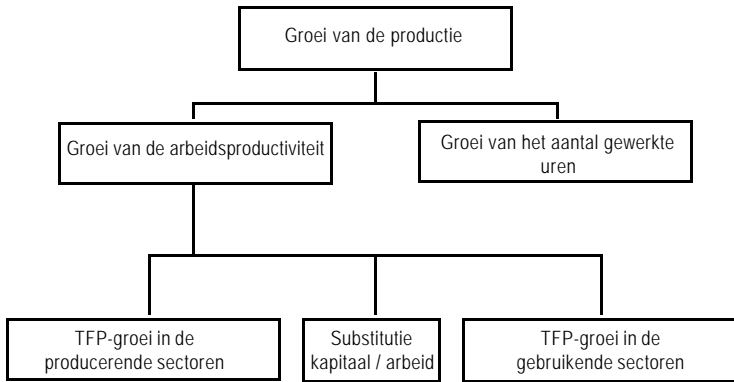 Groei van de productie
Groei van de arbeidsproductiviteit
Groei van het aantal gewerkte
uren
TFP-groei in de
producerende sectoren
Substitutie
kapitaal / arbeid
TFP-groei in de
gebruikende sectoren